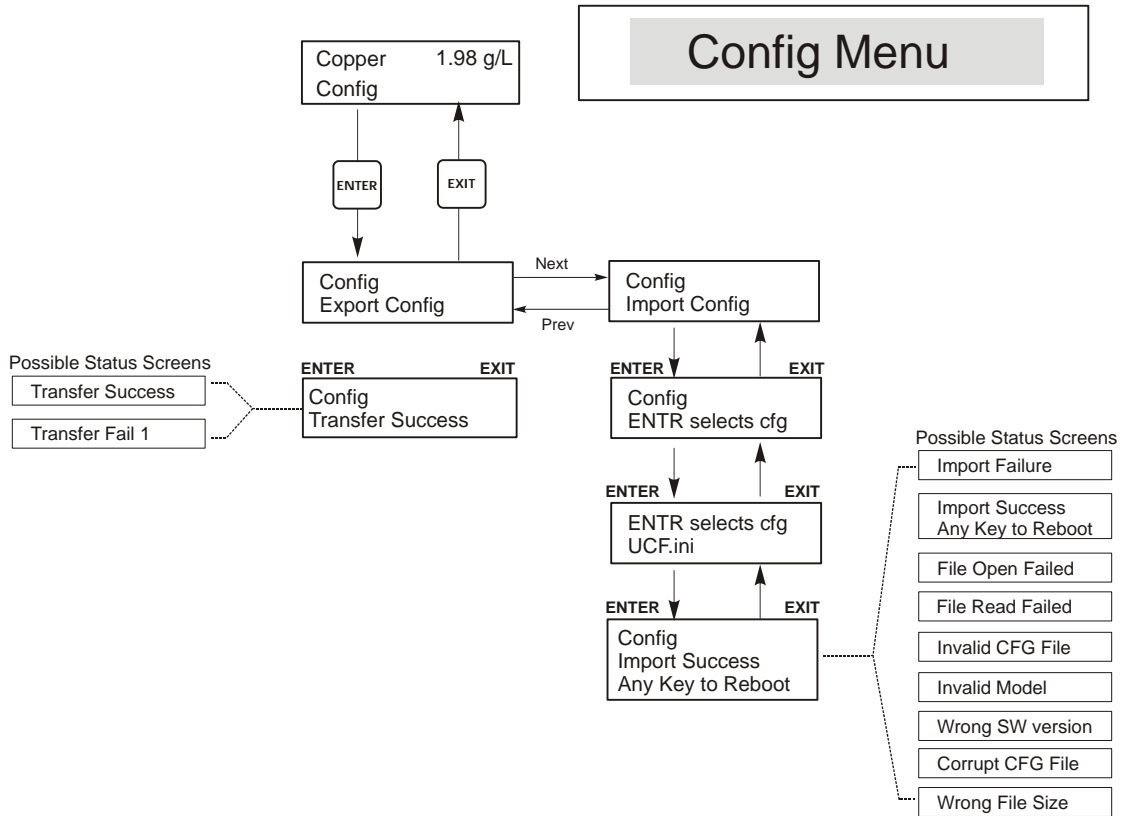 Config Menu
Copper 1.98 g/L
Config
ENTER
EXIT
Config
Export Config
Next
Prev
Config
Import Config
Possible Status Screens
Transfer Success
Transfer Fail 1
ENTER EXIT
Config
Transfer Success
ENTER EXIT
Config
ENTR selects cfg
ENTER EXIT
ENTR selects cfg
UCF.ini
ENTER EXIT
Config
Import Success
Any Key to Reboot
Possible Status Screens
Import Failure
Import Success
Any Key to Reboot
File Open Failed
File Read Failed
Invalid CFG File
Invalid Model
Wrong SW version
Corrupt CFG File
Wrong File Size